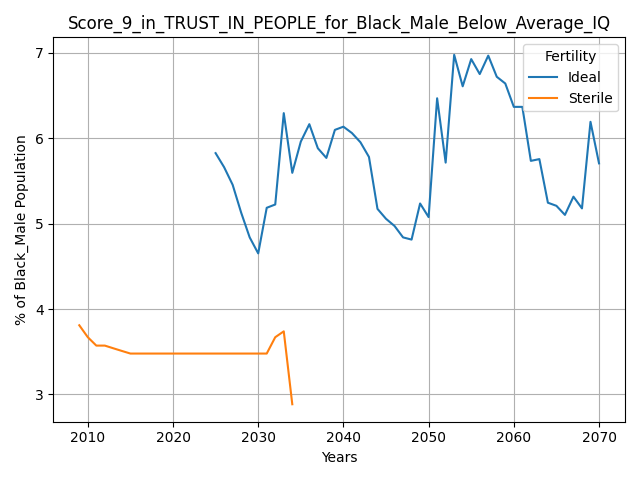 Score_9_in_TRUST_IN_PEOPLE_for_Black_Male_Below_Average_IQ
Fertility
Ideal
Sterile
% of Black_Male Population
7
6
5
4
3
2010 2020 2030 2040 2050 2060 2070
Years